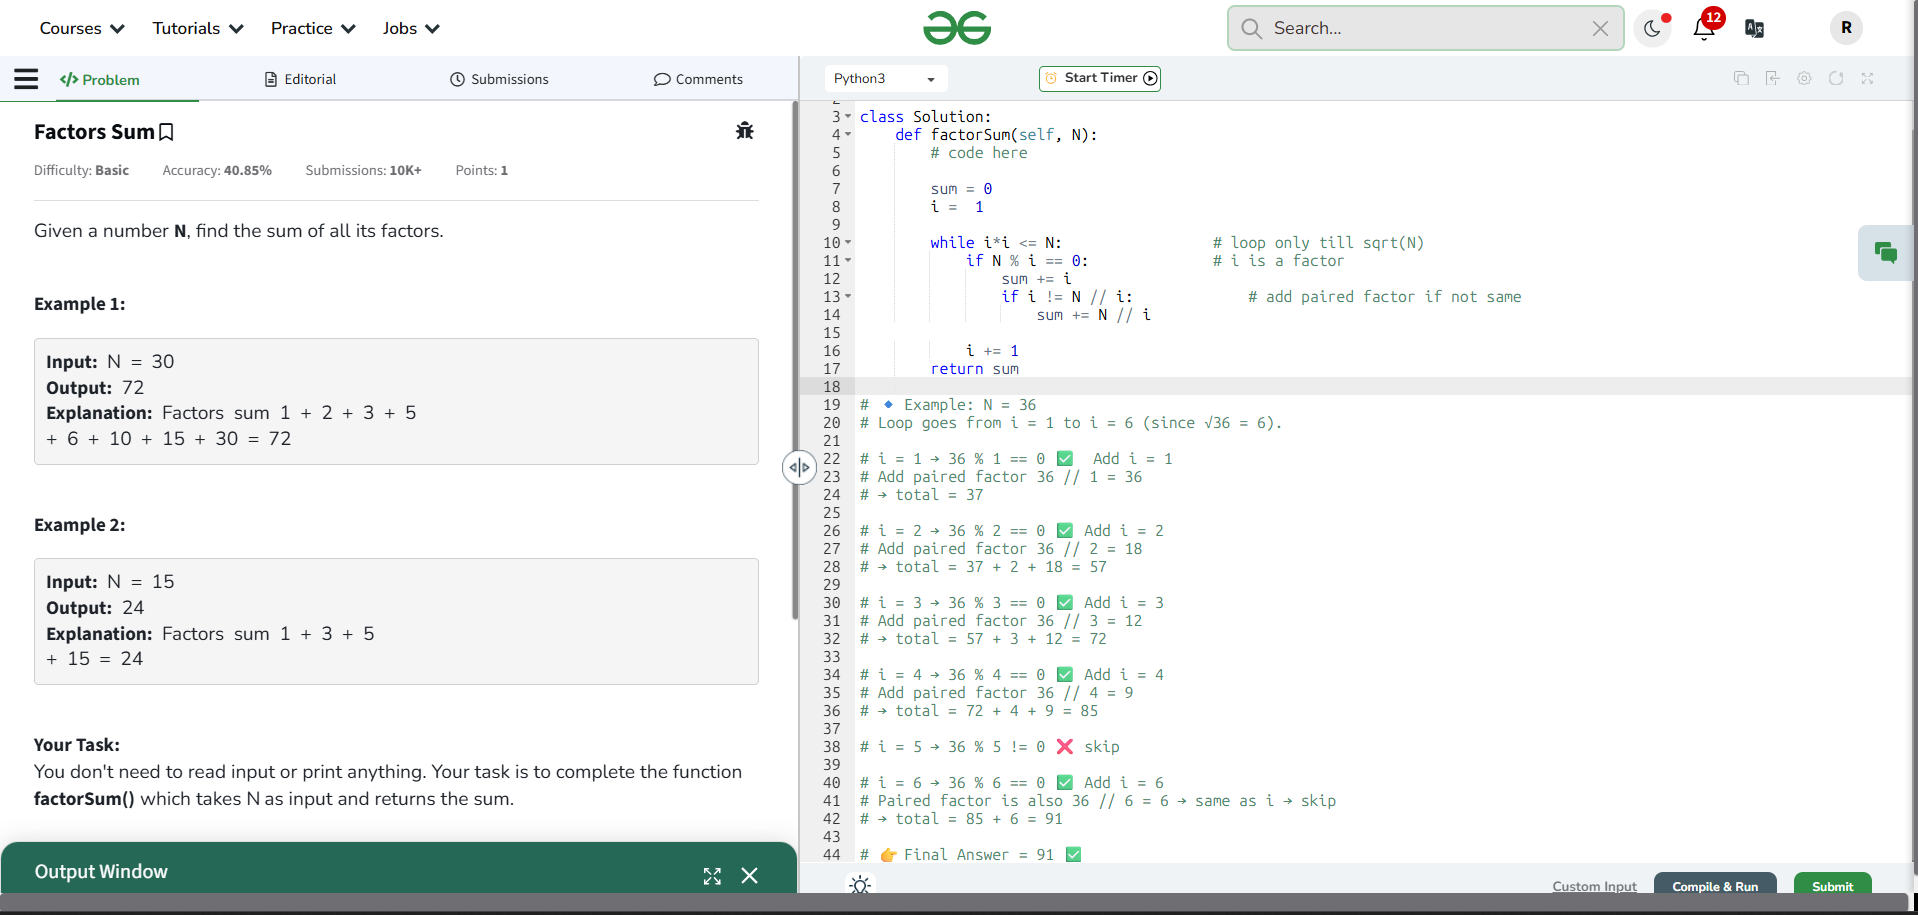 Courses Tutorials Practice Jobs Search... 12 R
Problem Editorial Submissions Comments Python3 Start Timer
Factors Sum
Difficulty: Basic Accuracy: 40.85% Submissions: 10K+ Points: 1
Given a number N, find the sum of all its factors.
Example 1:
Input: N = 30
Output: 72
Explanation: Factors sum 1 + 2 + 3 + 5
+ 6 + 10 + 15 + 30 = 72
Example 2:
Input: N = 15
Output: 24
Explanation: Factors sum 1 + 3 + 5
+ 15 = 24
Your Task:
You don't need to read input or print anything. Your task is to complete the function
factorSum() which takes N as input and returns the sum.
Output Window
2
3 class Solution:
4 def factorSum(self, N):
5 # code here
6
7 sum = 0
8 i = 1
9
10 while i*i <= N: # loop only till sqrt(N)
11 if N % i == 0: # i is a factor
12 sum += i
13 if i != N // i: # add paired factor if not same
14 sum += N // i
15
16 i += 1
17 return sum
18
19 # 🔹 Example: N = 36
20 # Loop goes from i = 1 to i = 6 (since √36 = 6).
21
22 # i = 1 → 36 % 1 == 0 ✅ Add i = 1
23 # Add paired factor 36 // 1 = 36
24 # → total = 37
25
26 # i = 2 → 36 % 2 == 0 ✅ Add i = 2
27 # Add paired factor 36 // 2 = 18
28 # → total = 37 + 2 + 18 = 57
29
30 # i = 3 → 36 % 3 == 0 ✅ Add i = 3
31 # Add paired factor 36 // 3 = 12
32 # → total = 57 + 3 + 12 = 72
33
34 # i = 4 → 36 % 4 == 0 ✅ Add i = 4
35 # Add paired factor 36 // 4 = 9
36 # → total = 72 + 4 + 9 = 85
37
38 # i = 5 → 36 % 5 != 0 ❌ skip
39
40 # i = 6 → 36 % 6 == 0 ✅ Add i = 6
41 # Paired factor is also 36 // 6 = 6 → same as i → skip
42 # → total = 85 + 6 = 91
43
44 # 👉 Final Answer = 91 ✅
Custom Input Compile & Run Submit